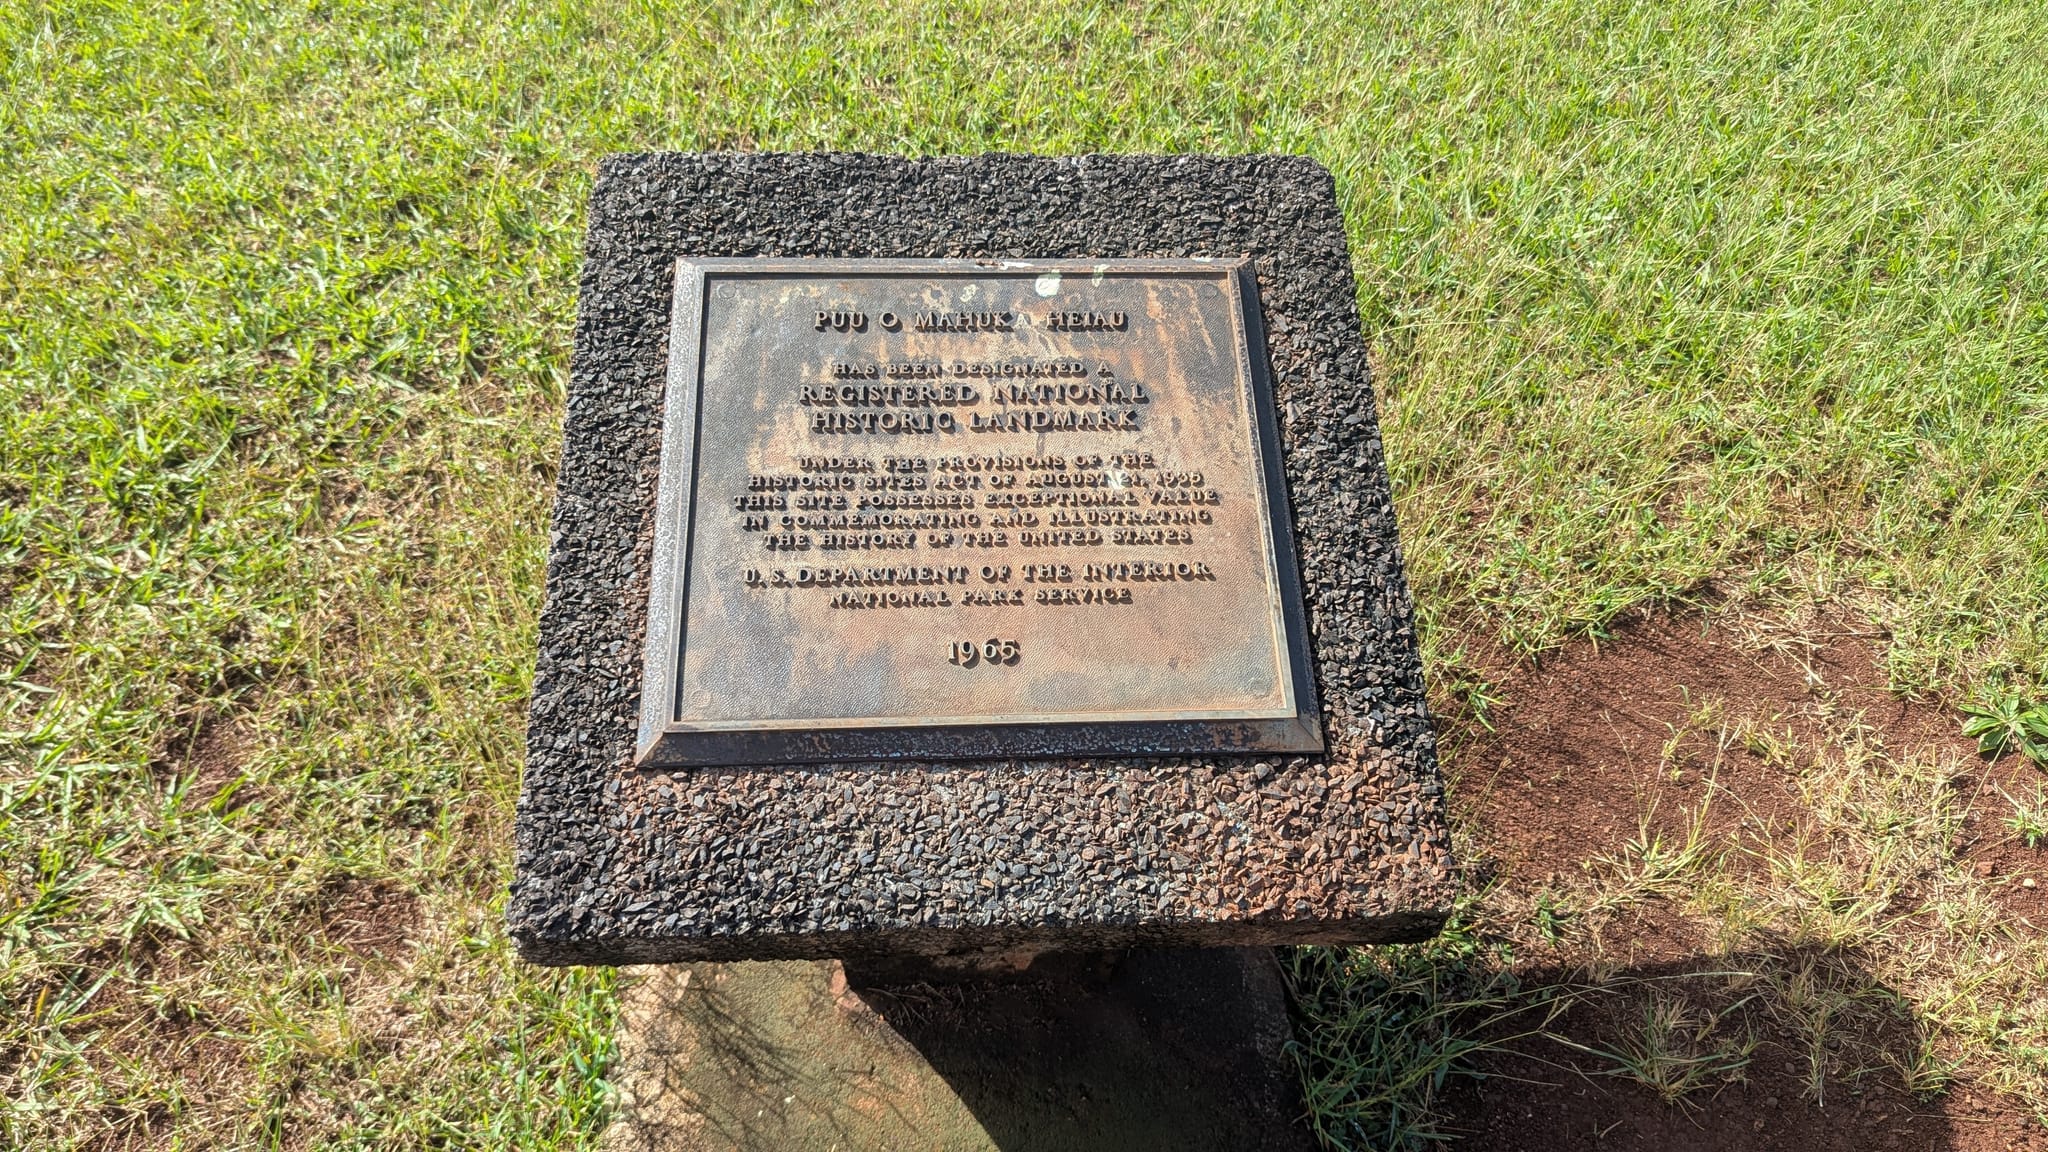 PUU O MAHUKA HEIAU
HAS BEEN DESIGNATED A
REGISTERED NATIONAL
HISTORIC LANDMARK
UNDER THE PROVISIONS OF THE
HISTORIC SITES ACT OF AUGUST 21, 1935
THIS SITE POSSESSES EXCEPTIONAL VALUE
IN COMMEMORATING AND ILLUSTRATING
THE HISTORY OF THE UNITED STATES
U.S. DEPARTMENT OF THE INTERIOR
NATIONAL PARK SERVICE
1965